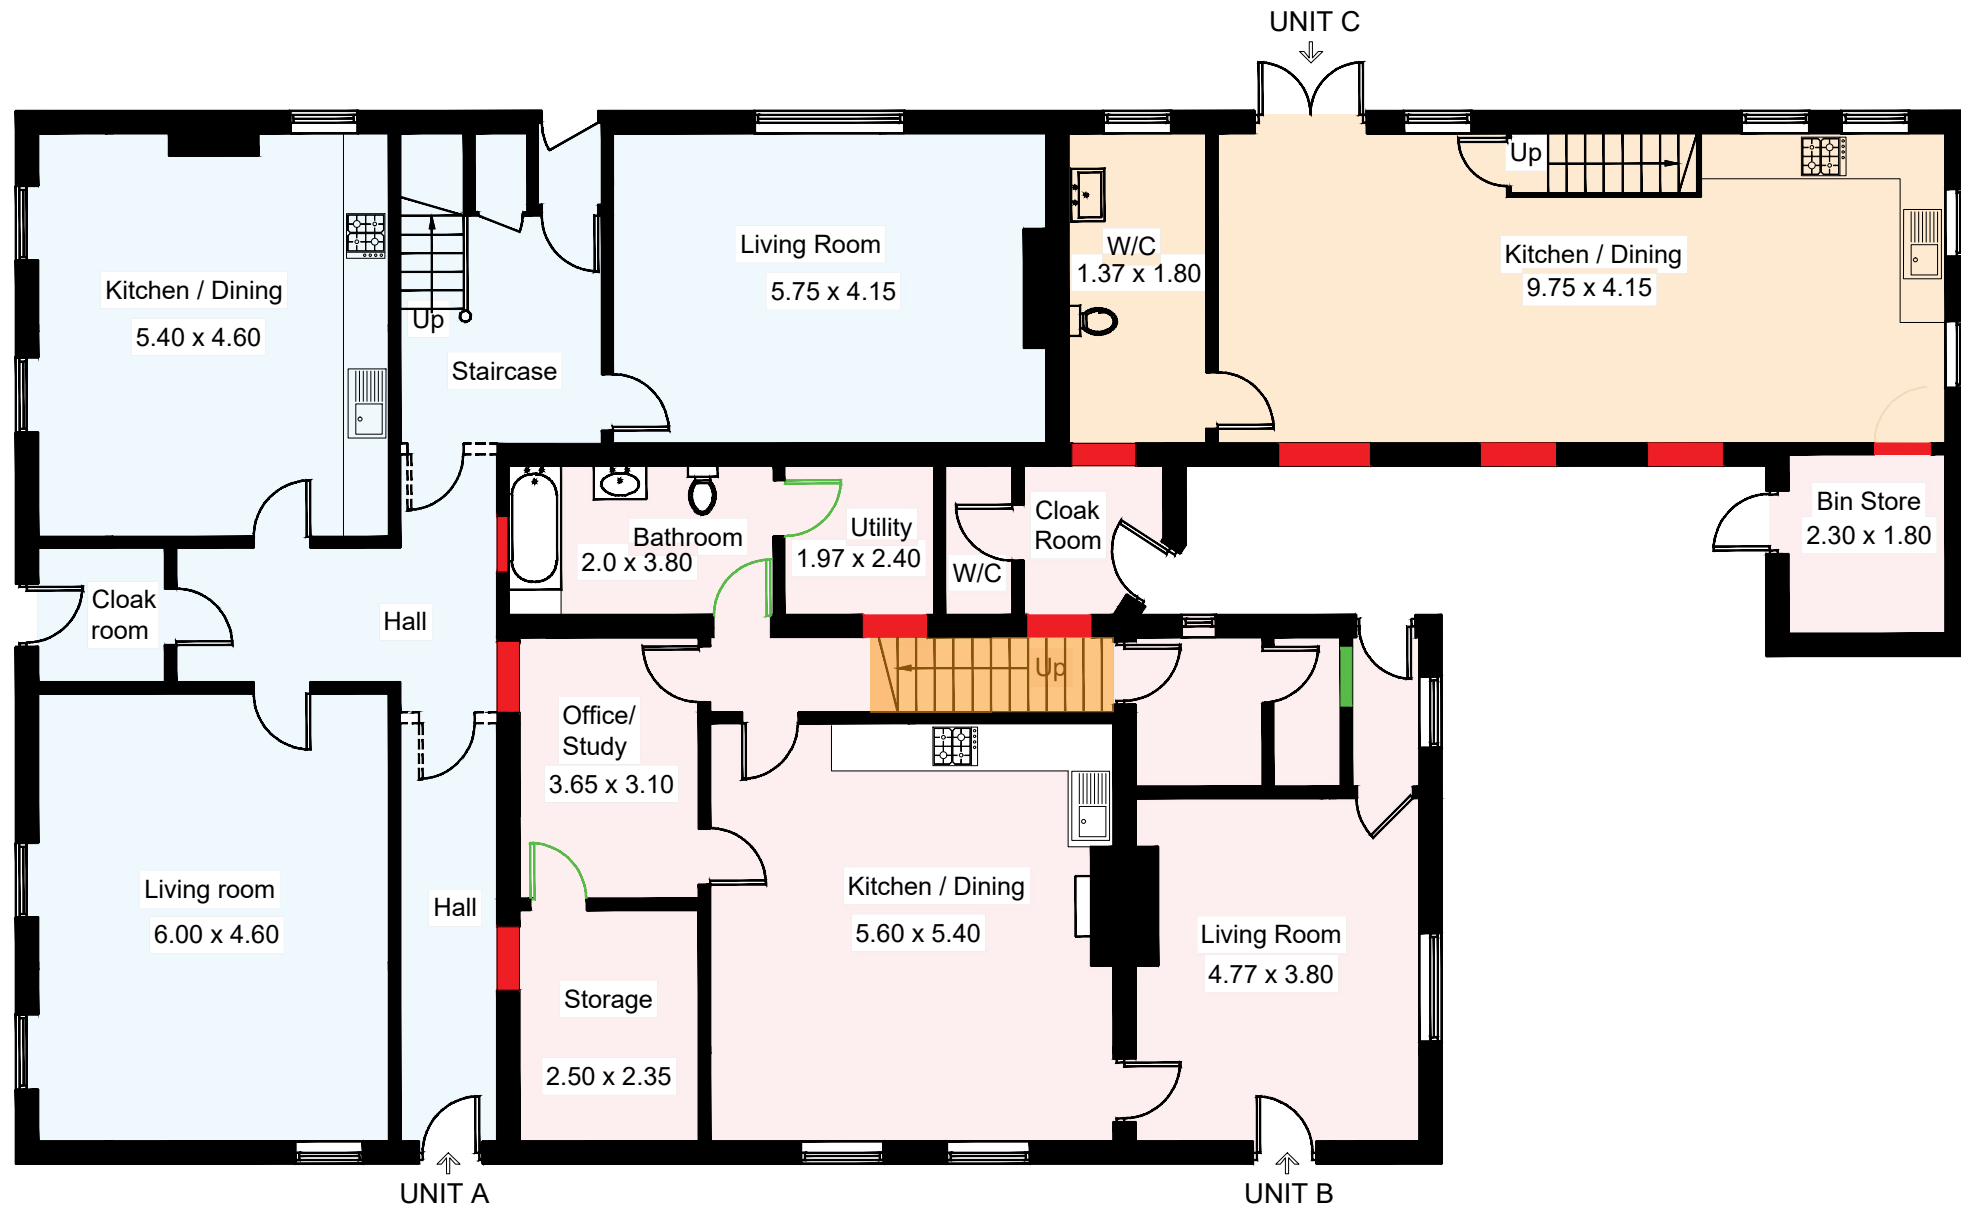 UNIT C
Up
Living Room
5.75 x 4.15
W/C
1.37 x 1.80
Kitchen / Dining
9.75 x 4.15
Kitchen / Dining
5.40 x 4.60
Up
Staircase
Bathroom
2.0 x 3.80
Utility
1.97 x 2.40
W/C
Cloak
Room
Bin Store
2.30 x 1.80
Cloak
room
Hall
Up
Office/
Study
3.65 x 3.10
Living room
6.00 x 4.60
Hall
Kitchen / Dining
5.60 x 5.40
Living Room
4.77 x 3.80
Storage
2.50 x 2.35
UNIT A
UNIT B